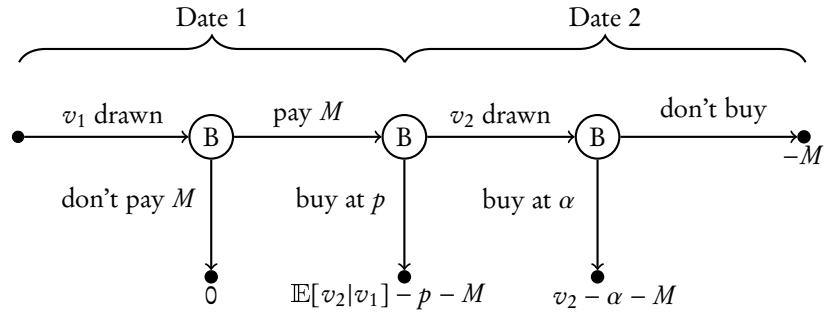 Date 1 Date 2
v₁ drawn B pay M B v₂ drawn B don't buy
−M
don't pay M buy at p buy at α
0 𝔼[v₂|v₁] − p − M v₂ − α − M